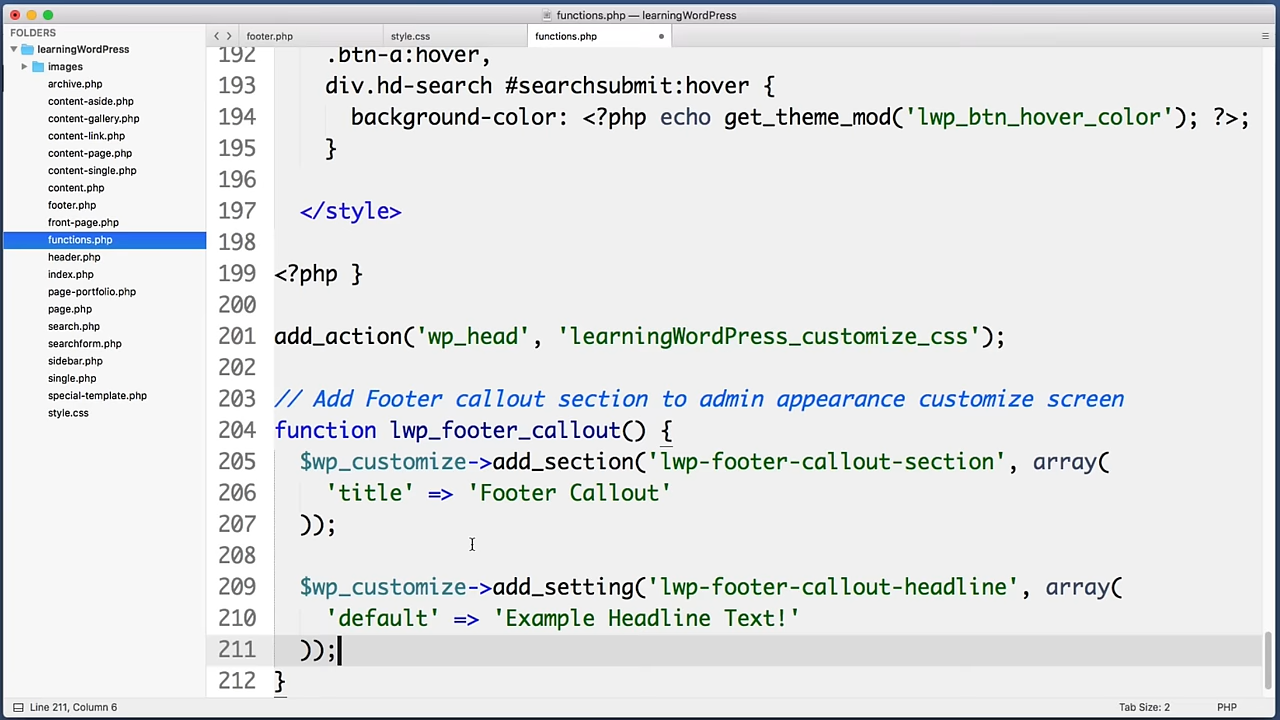 functions.php — learningWordPress
FOLDERS
learningWordPress
images
archive.php
content-aside.php
content-gallery.php
content-link.php
content-page.php
content-single.php
content.php
footer.php
front-page.php
functions.php
header.php
index.php
page-portfolio.php
page.php
search.php
searchform.php
sidebar.php
single.php
special-template.php
style.css
footer.php style.css functions.php
192 .btn-a:hover,
193 div.hd-search #searchsubmit:hover {
194 background-color: <?php echo get_theme_mod('lwp_btn_hover_color'); ?>;
195 }
196
197 </style>
198
199 <?php }
200
201 add_action('wp_head', 'learningWordPress_customize_css');
202
203 // Add Footer callout section to admin appearance customize screen
204 function lwp_footer_callout() {
205 $wp_customize->add_section('lwp-footer-callout-section', array(
206 'title' => 'Footer Callout'
207 ));
208
209 $wp_customize->add_setting('lwp-footer-callout-headline', array(
210 'default' => 'Example Headline Text!'
211 ));
212 }
Line 211, Column 6 Tab Size: 2 PHP